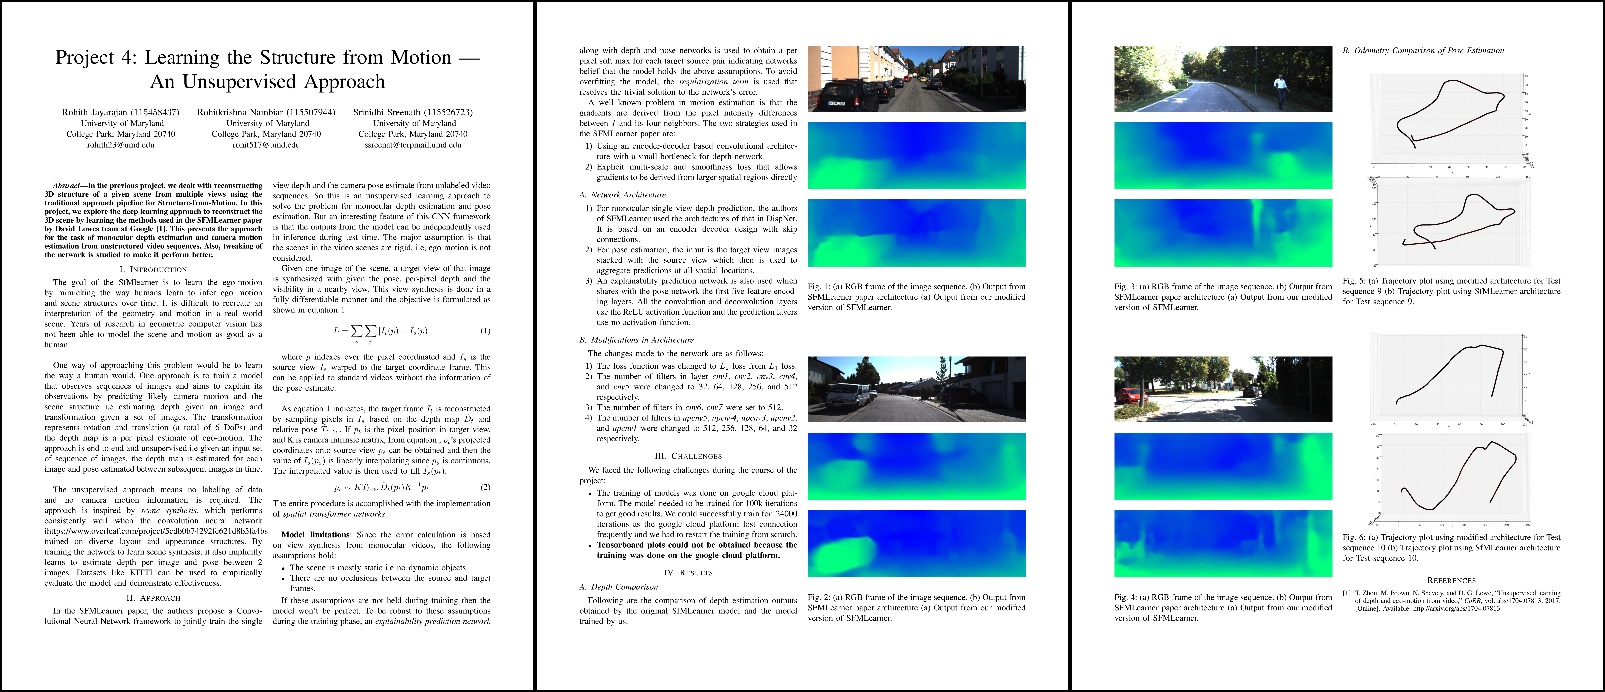 Project 4: Learning the Structure from Motion —
An Unsupervised Approach
Rohith Jayarajan (115458437)
University of Maryland
College Park, Maryland 20740
rohith23@umd.edu
Rohitkrishna Nambiar (115507944)
University of Maryland
College Park, Maryland 20740
rohit517@umd.edu
Srinidhi Sreenath (115526723)
University of Maryland
College Park, Maryland 20740
Abstract—In the previous project, we dealt with reconstructing
3D structure of a given scene from multiple views using the
traditional approach pipeline for Structure-from-Motion. In this
project, we explore the deep learning approach to reconstruct the
3D scene by learning the methods used in the SFMLearner paper
by David Lowe's team at Google [1]. This presents the approach
for the task of monocular depth estimation and camera motion
estimation from unstructured video sequences. Also, tweaking of
the network is studied to make it perform better.
I. INTRODUCTION
The goal of the SfMlearner is to learn the ego motion
by mimicking the way humans learn to infer ego motion
and scene structures over time. It is difficult to recreate an
interpretation of the geometry and motion in a real world
scene. Years of research in geometric computer vision has
not been able to model the scene and motion as good as a
human.
One way of approaching this problem would be to learn
the way a human would. One approach is to train a model
that observes sequences of images and aims to explain its
observations by predicting likely camera motion and the
scene structure i.e estimating depth given an image and
transformation given a set of images. The transformation
represents rotation and translation (a total of 6 DoFs) and
the depth map is a per pixel estimate of ego-motion. The
approach is end to end and unsupervised i.e given an input set
of sequence of images, the depth map is estimated for each
image and pose estimated between subsequent images in time.
The unsupervised approach means no labeling of data
and no camera motion information is required. The
approach is inspired by scene synthesis, which performs
consistently well when the convolution neural network
trained on diverse layout and appearance structures. By
training the network to learn scene synthesis, it also implicitly
learns to estimate depth per image and pose between 2
images. Datasets like KITTI can be used to empirically
evaluate the model and demonstrate effectiveness.
II. APPROACH
In the SFMLearner paper, the authors propose a Convo-
lutional Neural Network framework to jointly train the single
view depth and the camera pose estimate from unlabeled video
sequences. So this is an unsupervised learning approach to
solve the problem for monocular depth estimation and pose
estimation. But an interesting feature of this CNN framework
is that the outputs from the model can be independently used
in inference during test time. The major assumption is that
the scenes in the video scenes are rigid, i.e, ego motion is not
considered.
Given one image of the scene, a target view of that image
is synthesized with given the pose, per-pixel depth and the
visibility in a nearby view. This view synthesis is done in a
fully differentiable manner and the objective is formulated as
shown in equation 1
(1)
where p indexes over the pixel coordinated and Is is the
source view Is warped to the target coordinate frame. This
can be applied to standard videos without the information of
the pose estimate.
As equation 1 indicates, the target frame It is reconstructed
by sampling pixels in Is based on the depth map Dt and
relative pose Tt→s. If pt is the pixel position in target view,
and K is camera intrinsic matrix, from equation, pt's projected
coordinates onto source view ps can be obtained and then the
value of Is(ps) is linearly interpolating since ps is continous.
The interpolated value is then used to fill Is(pt).
(2)
The entire procedure is accomplished with the implementation
of spatial transformer networks.
Model limitations: Since the error calculation is based
on view synthesis from monocular videos, the following
assumptions hold:
• The scene is mostly static i.e no dynamic objects
• There are no occlusions between the source and target
frames.
If these assumptions are not held during training then the
model won't be perfect. To be robust to these assumptions
during the training phase, an explainability prediction network
along with depth and pose networks is used to obtain a per
pixel soft max for each target source pair indicating networks
belief that the model holds the above assumptions. To avoid
overfitting the model, the regularization term is used that
resolves the trivial solution to the network's error.
A well known problem in motion estimation is that the
gradients are derived from the pixel intensity differences
between I and its four neighbors. The two strategies used in
the SFMLearner paper are:
1) Using an encoder-decoder based convolutional architec-
ture with a small bottleneck for depth network.
2) Explicit multi-scale and smoothness loss that allows
gradients to be derived from larger spatial regions directly
A. Network Architecture
1) For monocular single view depth prediction, the authors
of SFMLearner used the architectures of that in DispNet.
It is based on an encoder decoder design with skip
connections.
2) For pose estimation, the input is the target view images
stacked with the source view which then is used to
aggregate predictions at all spatial locations.
3) An explainability prediction network is also used which
shares with the pose network the first five feature encod-
ing layers. All the convolution and deconvolution layers
use the ReLU activation function and the prediction layers
use no activation function.
B. Modifications in Architecture
The changes made to the network are as follows:
1) The loss function was changed to L2 loss from L1 loss.
2) The number of filters in layer cnv1, cnv2, cnv3, cnv4,
and cnv5 were changed to 32, 64, 128, 256, and 512
respectively.
3) The number of filters in cnv6, cnv7 were set to 512.
4) The number of filters in upcnv5, upcnv4, upcnv3, upcnv2,
and upcnv1 were changed to 512, 256, 128, 64, and 32
respectively.
III. CHALLENGES
We faced the following challenges during the course of the
project:
• The training of models was done on google cloud plat-
form. The model needed to be trained for 100k iterations
to get good results. We could successfully train for 24000
iterations as the google cloud platform lost connection
frequently and we had to restart the training from scratch.
• Tensorboard plots could not be obtained because the
training was done on the google cloud platform.
IV. RESULTS
A. Depth Comparison
Following are the comparison of depth estimation outputs
obtained by the original SfMLearner model and the model
trained by us.
Fig. 1: (a) RGB frame of the image sequence. (b) Output from
SFMLearner paper architecture (a) Output from our modified
version of SFMLearner.
Fig. 2: (a) RGB frame of the image sequence. (b) Output from
SFMLearner paper architecture (a) Output from our modified
version of SFMLearner.
Fig. 3: (a) RGB frame of the image sequence. (b) Output from
SFMLearner paper architecture (a) Output from our modified
version of SFMLearner.
Fig. 4: (a) RGB frame of the image sequence. (b) Output from
SFMLearner paper architecture (a) Output from our modified
version of SFMLearner.
B. Odometry Comparison of Pose Estimation
Fig. 5: (a) Trajectory plot using modified architecture for Test
sequence 9 (b) Trajectory plot using SfMLearner architecture
for Test sequence 9.
Fig. 6: (a) Trajectory plot using modified architecture for Test
sequence 10 (b) Trajectory plot using SfMLearner architecture
for Test sequence 10.
REFERENCES
[1] T. Zhou, M. Brown, N. Snavely, and D. G. Lowe, "Unsupervised learning
of depth and ego-motion from video," CoRR, vol. abs/1704.07813, 2017.
[Online]. Available: http://arxiv.org/abs/1704.07813